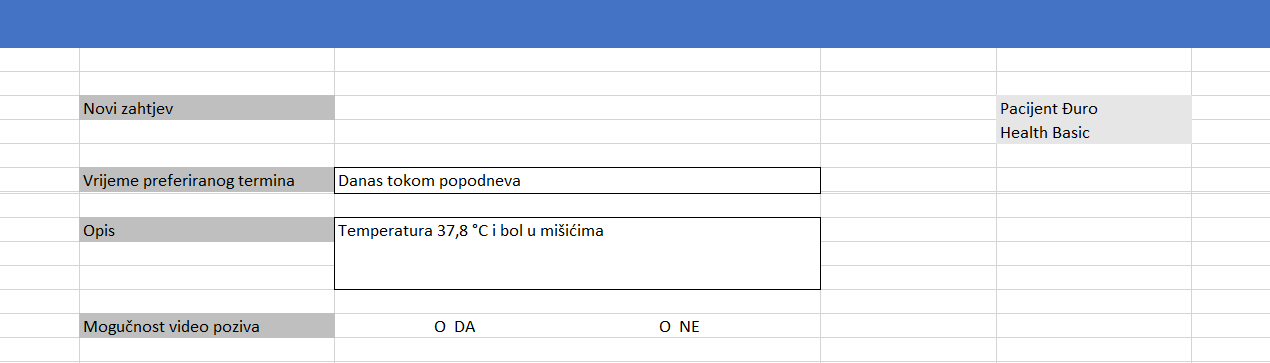 Novi zahtjev
Pacijent Đuro
Health Basic
Vrijeme preferiranog termina
Danas tokom popodneva
Opis
Temperatura 37,8 °C i bol u mišićima
Mogučnost video poziva
O DA
O NE